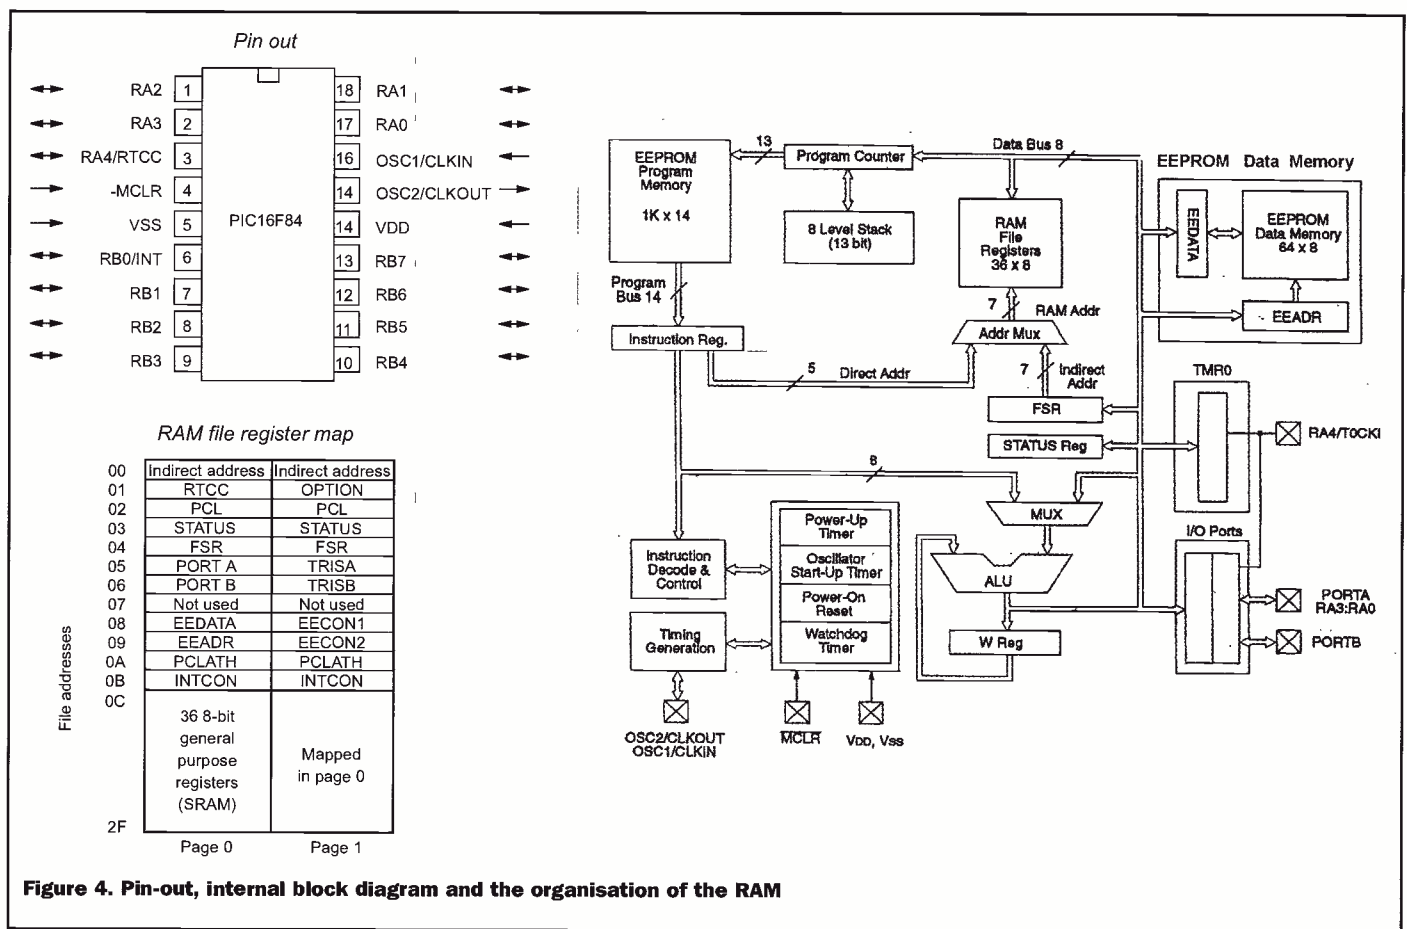 Pin out
RA2 1 18 RA1
RA3 2 17 RA0
RA4/RTCC 3 16 OSC1/CLKIN
-MCLR 4 14 OSC2/CLKOUT
VSS 5 PIC16F84 14 VDD
RB0/INT 6 13 RB7
RB1 7 12 RB6
RB2 8 11 RB5
RB3 9 10 RB4
RAM file register map
00 Indirect address Indirect address
01 RTCC OPTION
02 PCL PCL
03 STATUS STATUS
04 FSR FSR
05 PORT A TRISA
06 PORT B TRISB
07 Not used Not used
08 EEDATA EECON1
09 EEADR EECON2
0A PCLATH PCLATH
0B INTCON INTCON
0C
36 8-bit
general
purpose
registers
(SRAM)
Mapped
in page 0
2F
File addresses
Page 0 Page 1
EEPROM
Program
Memory
1K x 14
13
Program Counter
Data Bus 8
8 Level Stack
(13 bit)
RAM
File
Registers
36 x 8
EEPROM Data Memory
EEDATA
EEPROM
Data Memory
64 x 8
EEADR
Program
Bus 14
7 RAM Addr
Addr Mux
Instruction Reg.
5 Direct Addr
7 Indirect
Addr
FSR
STATUS Reg
TMR0
RA4/T0CKI
8
MUX
I/O Ports
Power-Up
Timer
Oscillator
Start-Up Timer
Power-On
Reset
Watchdog
Timer
Instruction
Decode &
Control
Timing
Generation
ALU
W Reg
PORTA
RA3:RA0
PORTB
OSC2/CLKOUT
OSC1/CLKIN
MCLR
VDD, VSS
Figure 4. Pin-out, internal block diagram and the organisation of the RAM